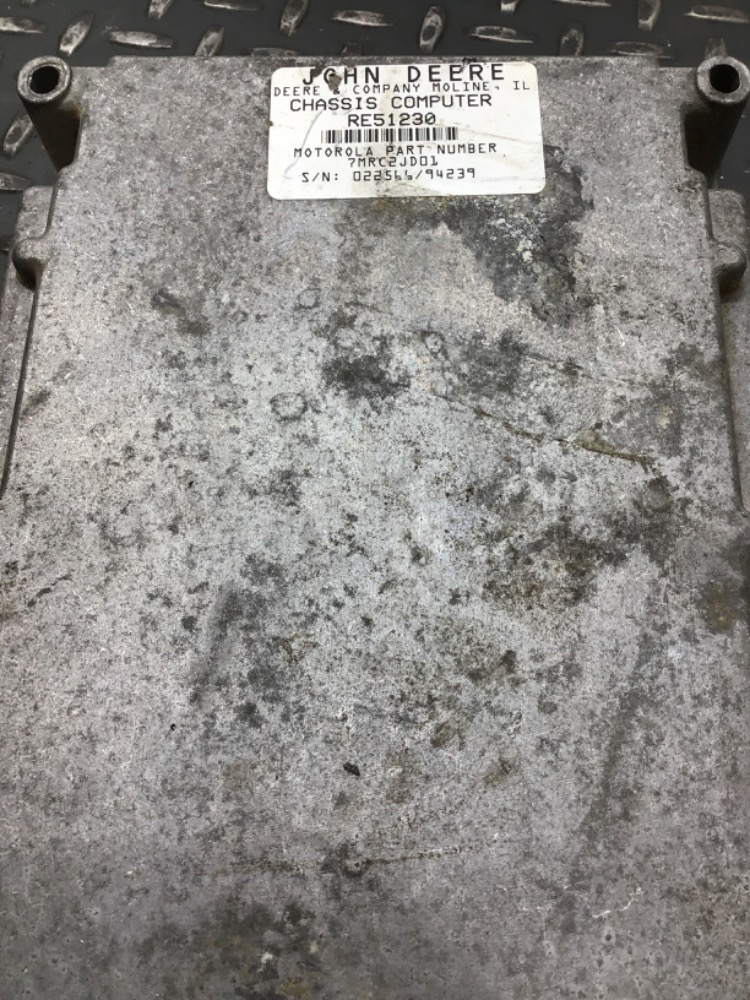 JOHN DEERE
DEERE & COMPANY MOLINE, IL
CHASSIS COMPUTER
RE51230
MOTOROLA PART NUMBER
7MRC2JD01
S/N: 022566/94239